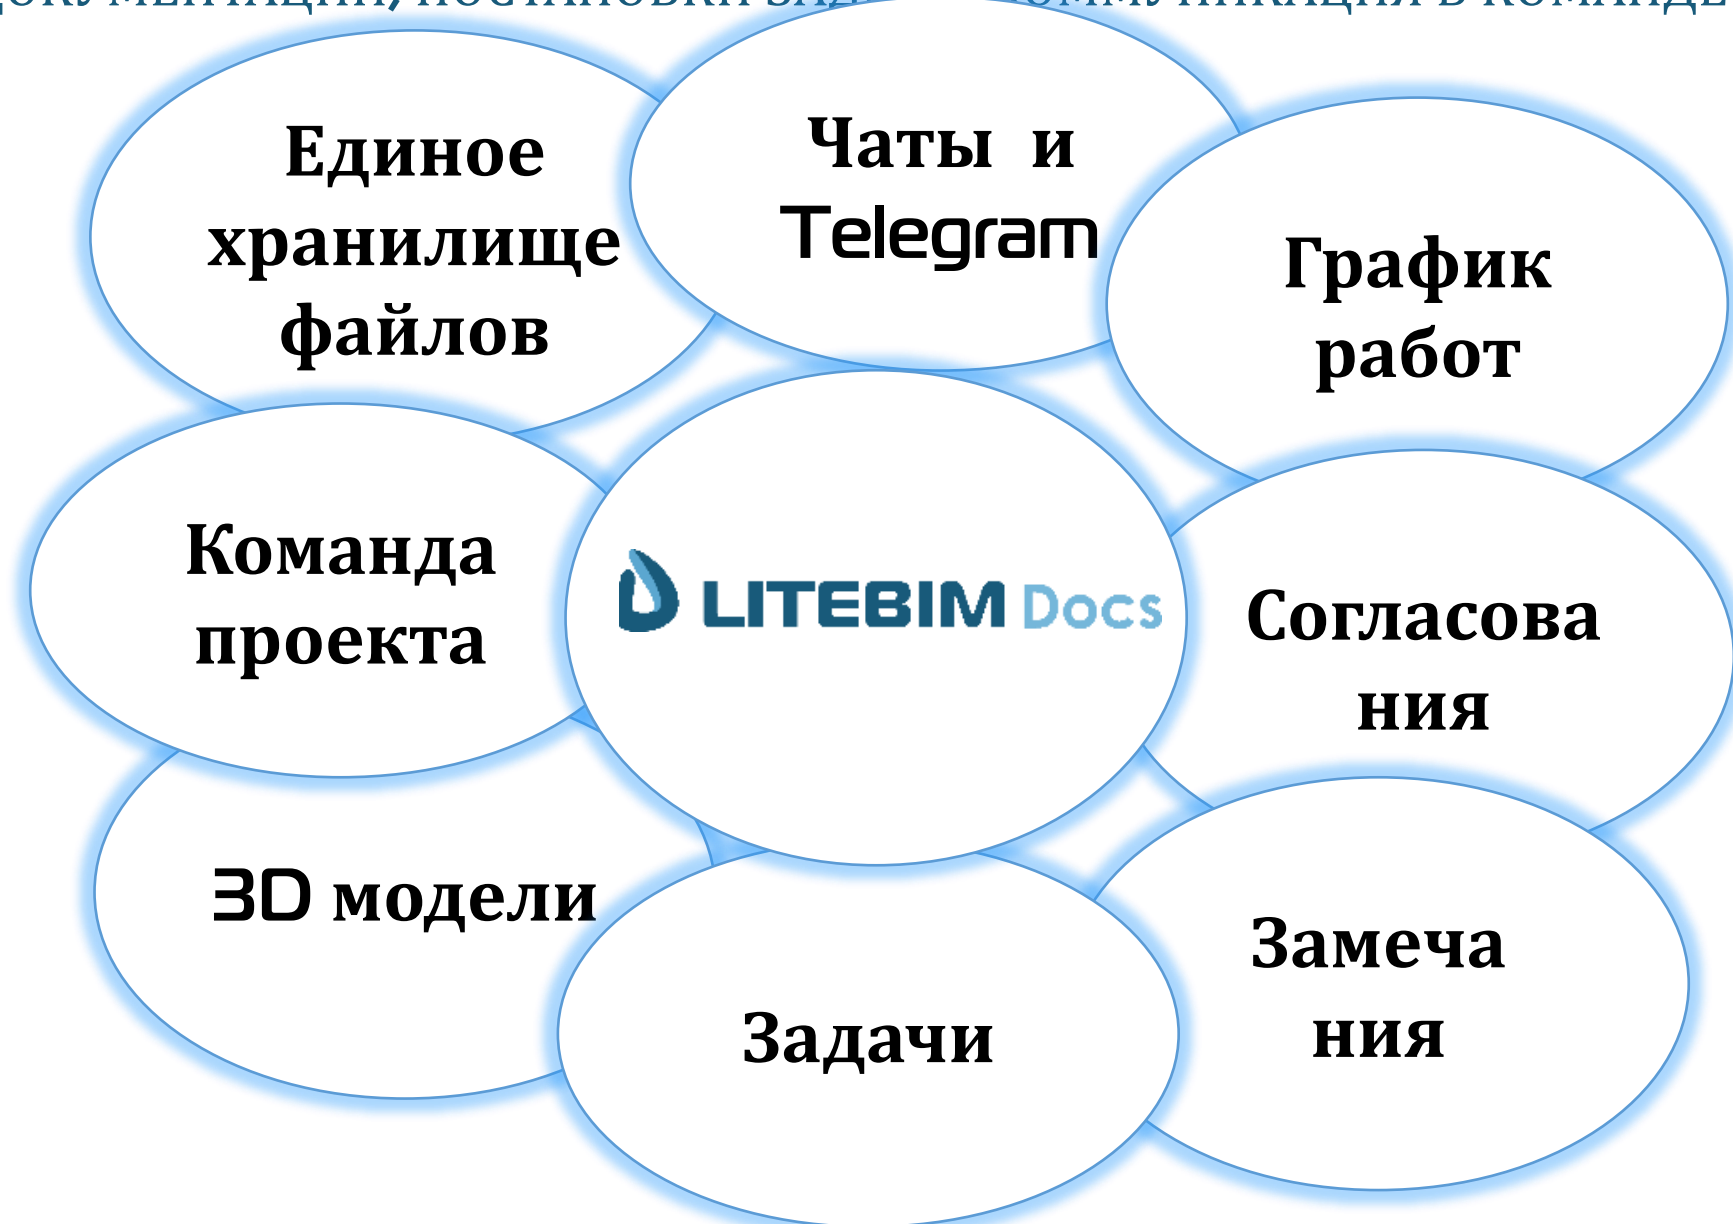 Единое
хранилище
файлов
Чаты и
Telegram
График
работ
Команда
проекта
LITEBIM Docs
Согласова
ния
3D модели
Задачи
Замеча
ния